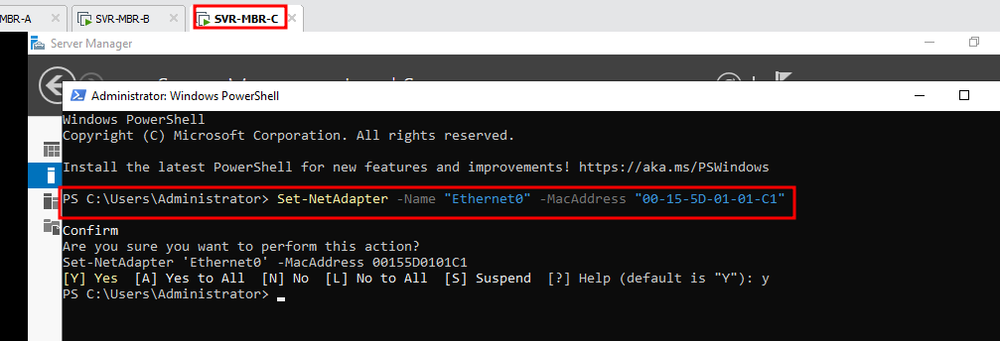 MBR-A
SVR-MBR-B
SVR-MBR-C
Server Manager
Administrator: Windows PowerShell
Windows PowerShell
Copyright (C) Microsoft Corporation. All rights reserved.
Install the latest PowerShell for new features and improvements! https://aka.ms/PSWindows
PS C:\Users\Administrator> Set-NetAdapter -Name "Ethernet0" -MacAddress "00-15-5D-01-01-C1"
Confirm
Are you sure you want to perform this action?
Set-NetAdapter 'Ethernet0' -MacAddress 00155D0101C1
[Y] Yes  [A] Yes to All  [N] No  [L] No to All  [S] Suspend  [?] Help (default is "Y"): y
PS C:\Users\Administrator>